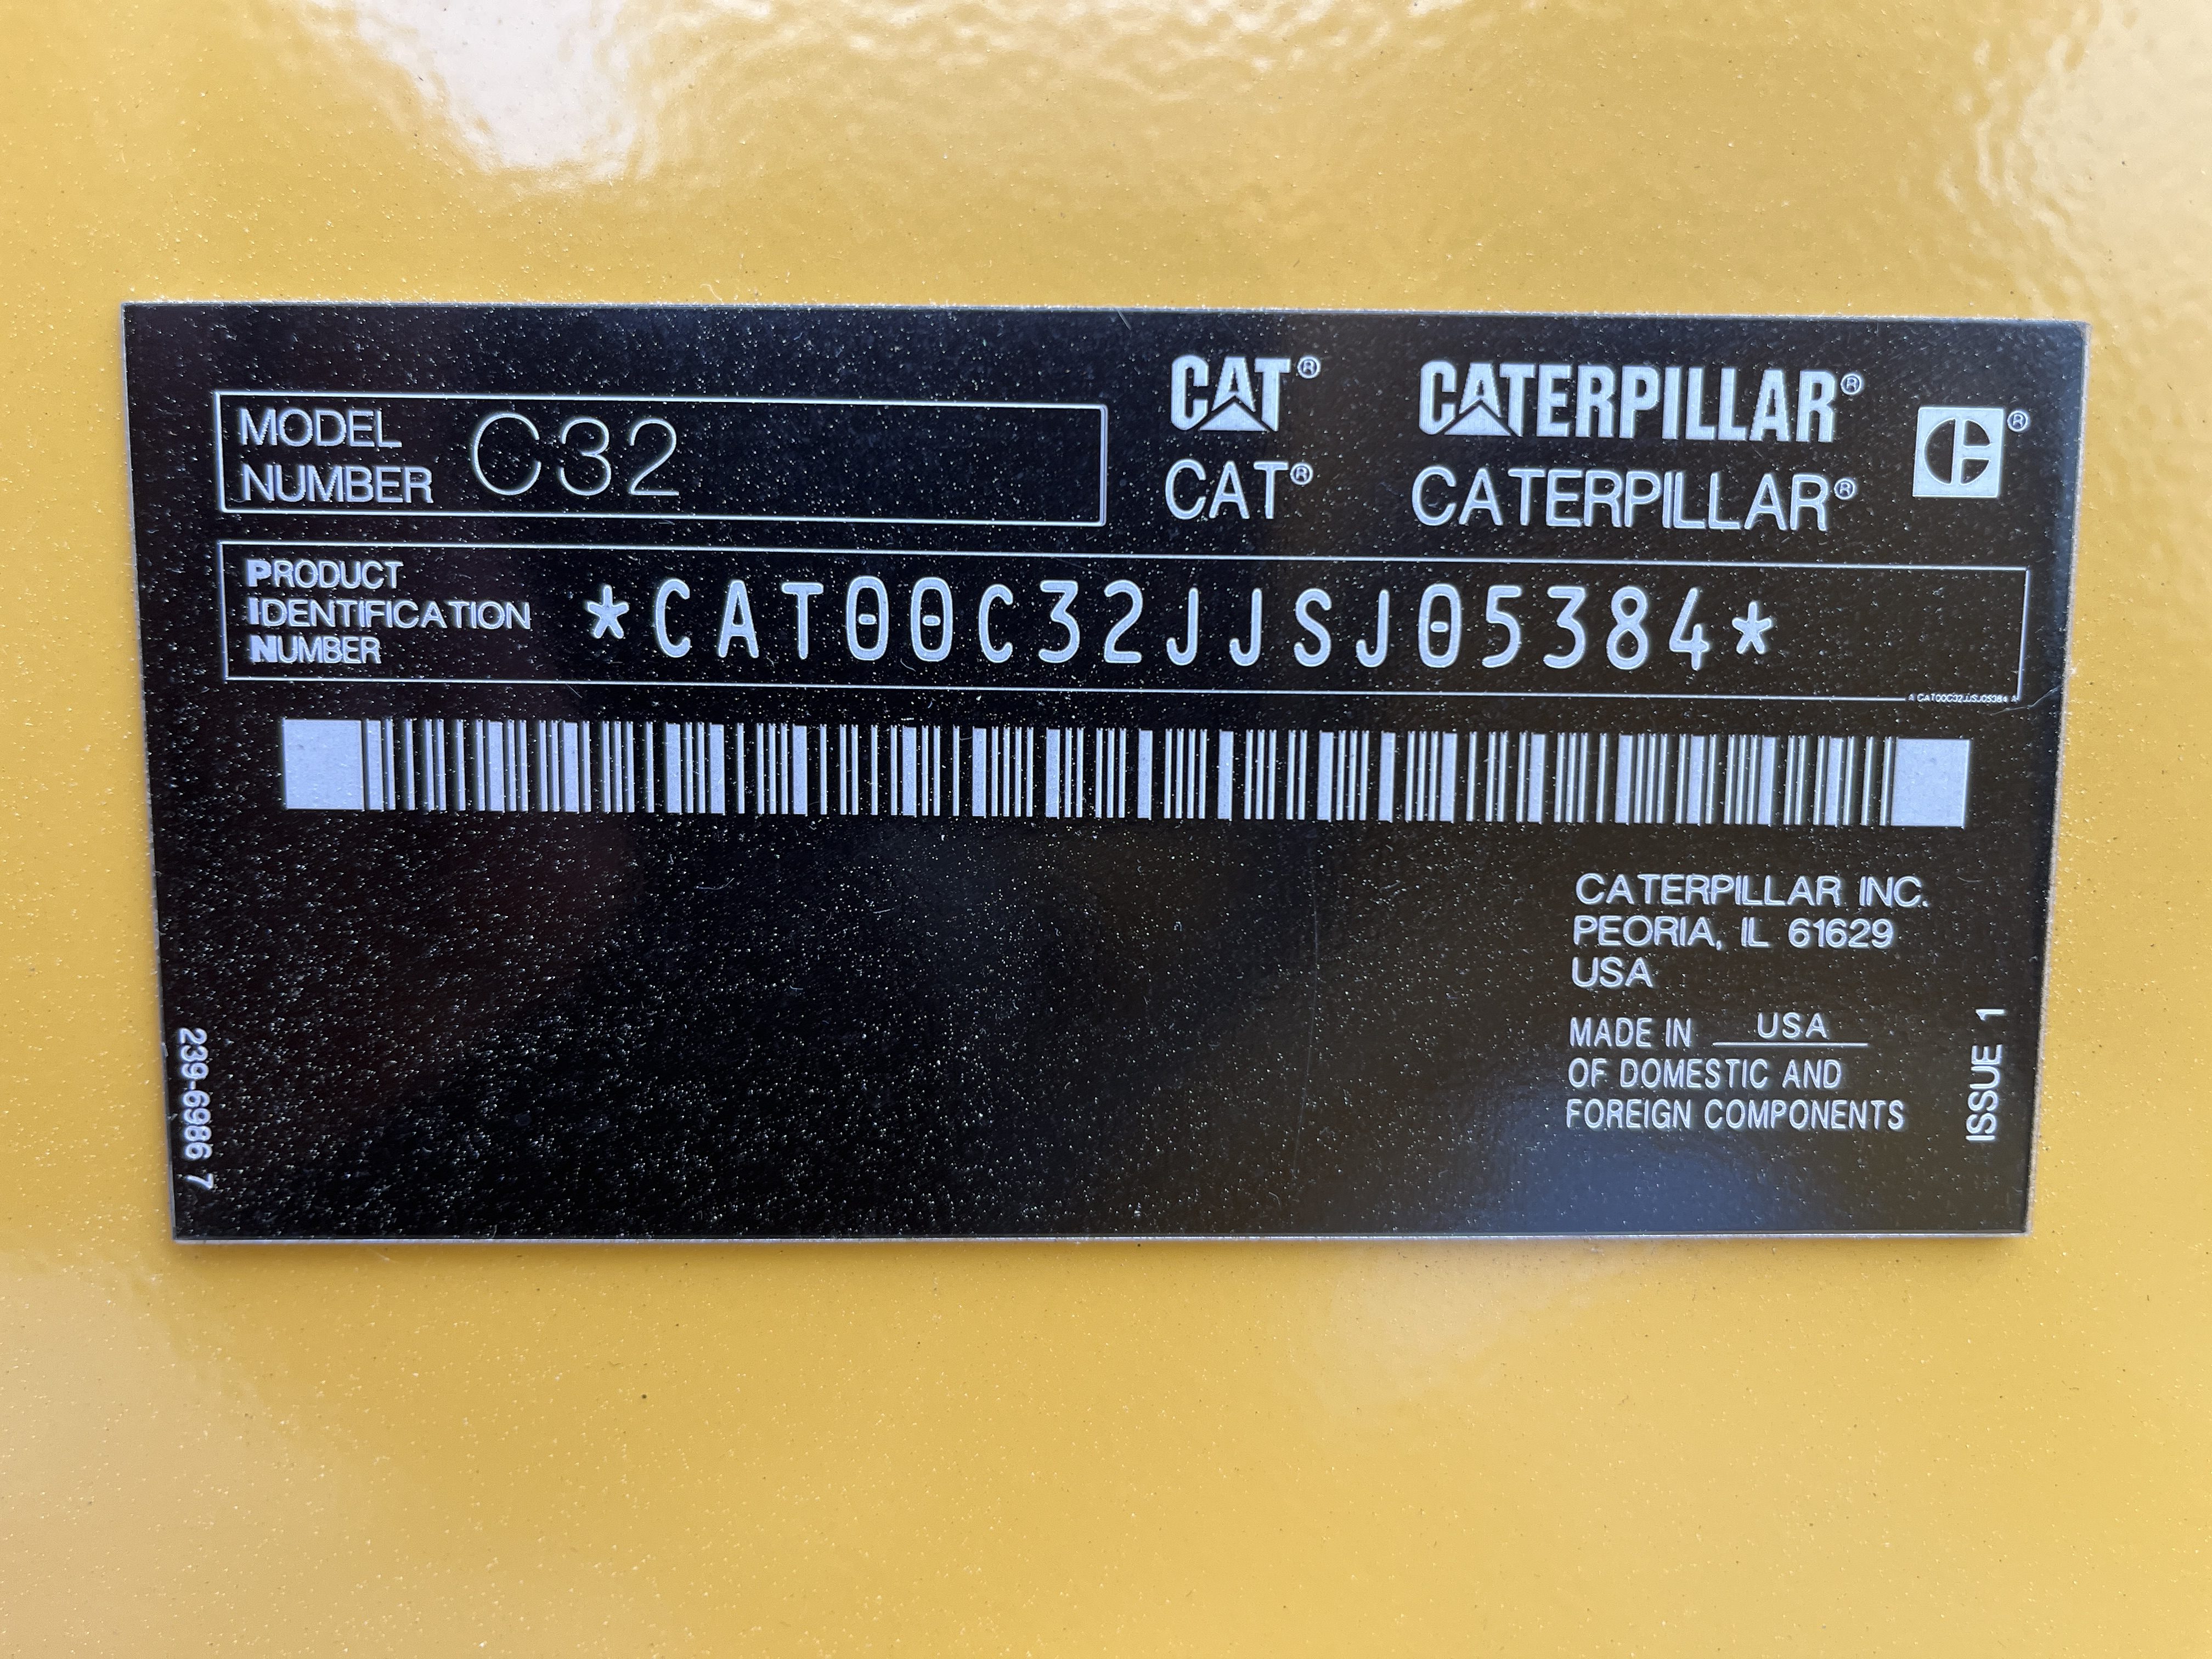 CAT® CATERPILLAR®
MODEL NUMBER C32
CAT® CATERPILLAR®
PRODUCT IDENTIFICATION NUMBER *CAT00C32JJSJ05384*
CATERPILLAR INC.
PEORIA, IL 61629
USA
MADE IN USA
OF DOMESTIC AND
FOREIGN COMPONENTS
239-6986 7
ISSUE 1